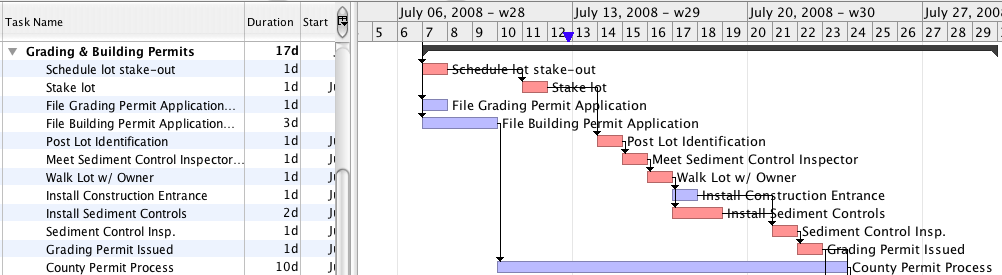 Task Name Duration Start July 06, 2008 - w28 July 13, 2008 - w29 July 20, 2008 - w30 July 27, 200
5 6 7 8 9 10 11 12 13 14 15 16 17 18 19 20 21 22 23 24 25 26 27 28 29
Grading & Building Permits 17d
Schedule lot stake-out 1d Schedule lot stake-out
Stake lot 1d Stake lot
File Grading Permit Application... 1d File Grading Permit Application
File Building Permit Application... 3d File Building Permit Application
Post Lot Identification 1d Post Lot Identification
Meet Sediment Control Inspector... 1d Meet Sediment Control Inspector
Walk Lot w/ Owner 1d Walk Lot w/ Owner
Install Construction Entrance 1d Install Construction Entrance
Install Sediment Controls 2d Install Sediment Controls
Sediment Control Insp. 1d Sediment Control Insp.
Grading Permit Issued 1d Grading Permit Issued
County Permit Process 10d County Permit Process